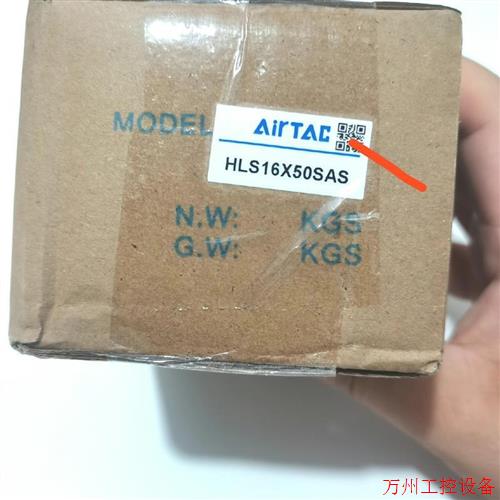 MODEL
AirTAC
HLS16X50SAS
N.W: KGS
G.W: KGS
万州工控设备